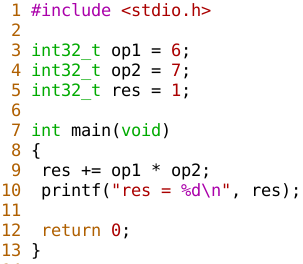 1 #include <stdio.h>
2
3 int32_t op1 = 6;
4 int32_t op2 = 7;
5 int32_t res = 1;
6
7 int main(void)
8 {
9  res += op1 * op2;
10  printf("res = %d\n", res);
11
12  return 0;
13 }